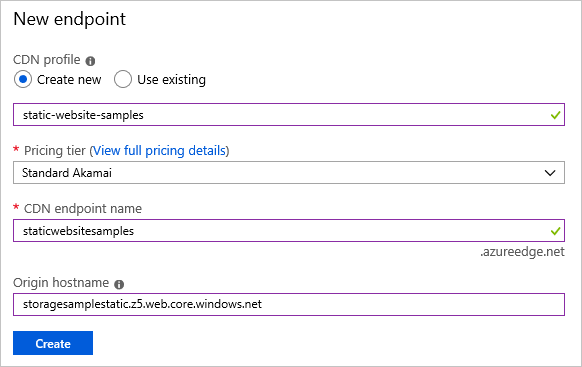 New endpoint
CDN profile
Create new Use existing
static-website-samples
* Pricing tier (View full pricing details)
Standard Akamai
* CDN endpoint name
staticwebsitesamples
.azureedge.net
Origin hostname
storagesamplestatic.z5.web.core.windows.net
Create